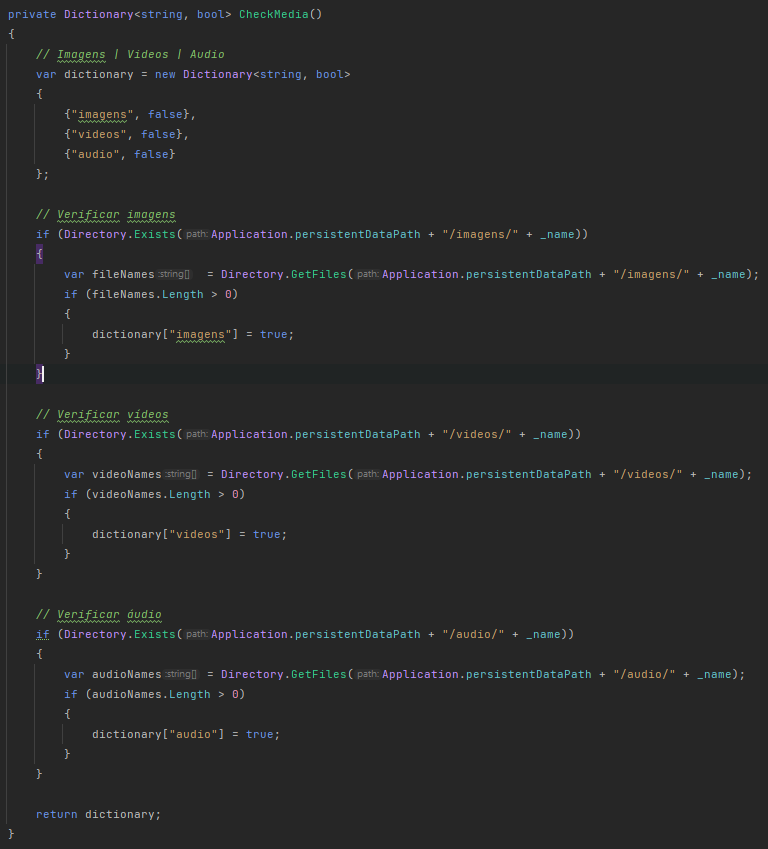 private Dictionary<string, bool> CheckMedia()
{
// Imagens | Videos | Audio
var dictionary = new Dictionary<string, bool>
{
{"imagens", false},
{"videos", false},
{"audio", false}
};
// Verificar imagens
if (Directory.Exists(path:Application.persistentDataPath + "/imagens/" + _name))
{
var fileNames:string[] = Directory.GetFiles(path:Application.persistentDataPath + "/imagens/" + _name);
if (fileNames.Length > 0)
{
dictionary["imagens"] = true;
}
}
// Verificar vídeos
if (Directory.Exists(path:Application.persistentDataPath + "/videos/" + _name))
{
var videoNames:string[] = Directory.GetFiles(path:Application.persistentDataPath + "/videos/" + _name);
if (videoNames.Length > 0)
{
dictionary["videos"] = true;
}
}
// Verificar áudio
if (Directory.Exists(path:Application.persistentDataPath + "/audio/" + _name))
{
var audioNames:string[] = Directory.GetFiles(path:Application.persistentDataPath + "/audio/" + _name);
if (audioNames.Length > 0)
{
dictionary["audio"] = true;
}
}
return dictionary;
}